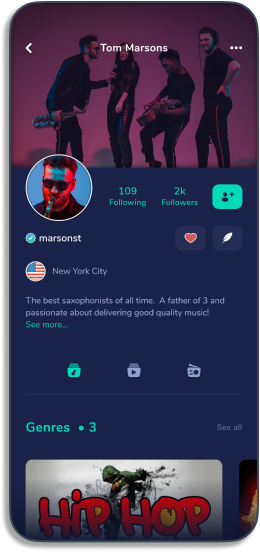 Tom Marsons
109
2k
Following
Followers
marsonst
New York City
The best saxophonists of all time. A father of 3 and
passionate about delivering good quality music!
See more...
Genres • 3
See all
HIP HOP